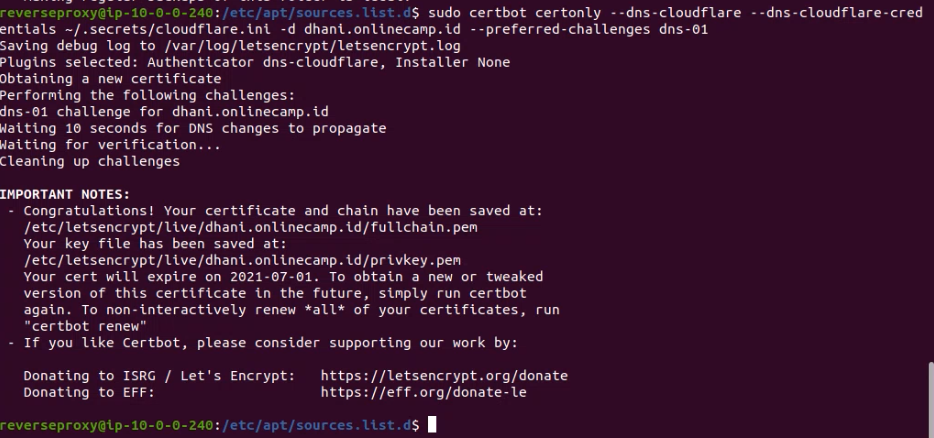 reverseproxy@ip-10-0-0-240:/etc/apt/sources.list.d$ sudo certbot certonly --dns-cloudflare --dns-cloudflare-cred
entials ~/.secrets/cloudflare.ini -d dhani.onlinecamp.id --preferred-challenges dns-01
Saving debug log to /var/log/letsencrypt/letsencrypt.log
Plugins selected: Authenticator dns-cloudflare, Installer None
Obtaining a new certificate
Performing the following challenges:
dns-01 challenge for dhani.onlinecamp.id
Waiting 10 seconds for DNS changes to propagate
Waiting for verification...
Cleaning up challenges
IMPORTANT NOTES:
- Congratulations! Your certificate and chain have been saved at:
/etc/letsencrypt/live/dhani.onlinecamp.id/fullchain.pem
Your key file has been saved at:
/etc/letsencrypt/live/dhani.onlinecamp.id/privkey.pem
Your cert will expire on 2021-07-01. To obtain a new or tweaked
version of this certificate in the future, simply run certbot
again. To non-interactively renew *all* of your certificates, run
"certbot renew"
- If you like Certbot, please consider supporting our work by:
Donating to ISRG / Let's Encrypt:   https://letsencrypt.org/donate
Donating to EFF:                    https://eff.org/donate-le
reverseproxy@ip-10-0-0-240:/etc/apt/sources.list.d$